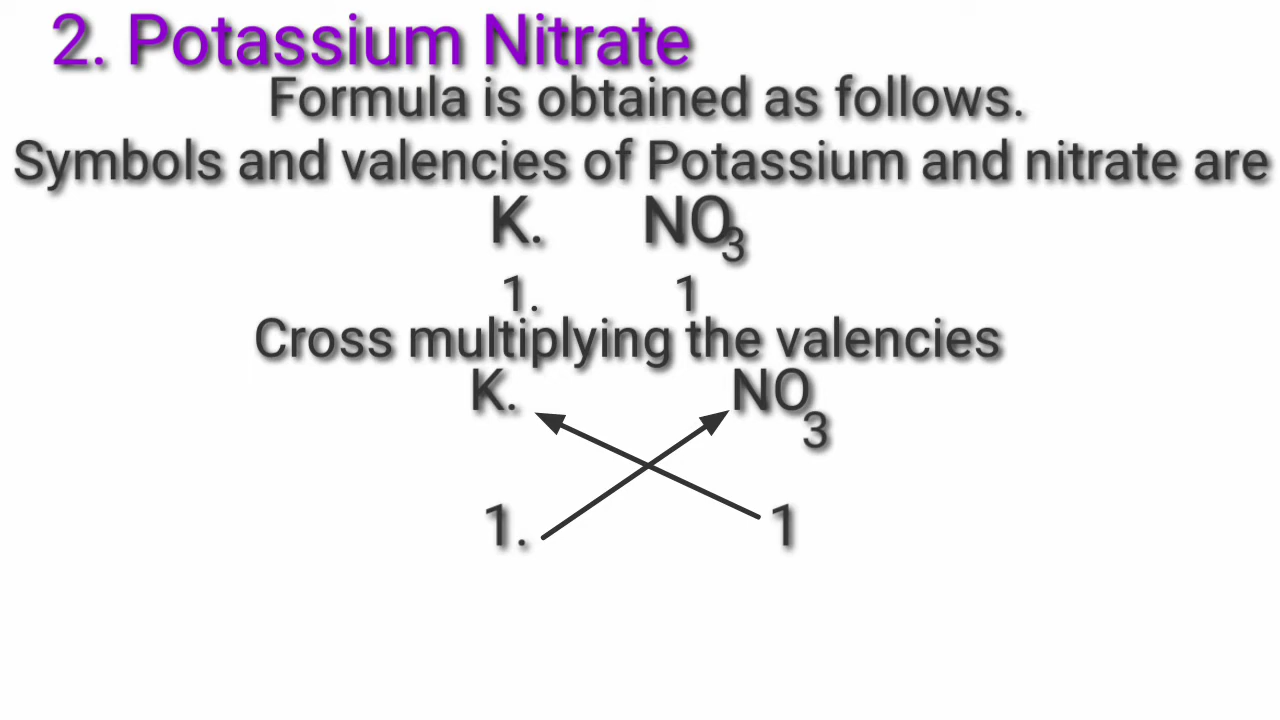 2. Potassium Nitrate
Formula is obtained as follows.
Symbols and valencies of Potassium and nitrate are
K. NO3
1. 1
Cross multiplying the valencies
K. NO3
1. 1